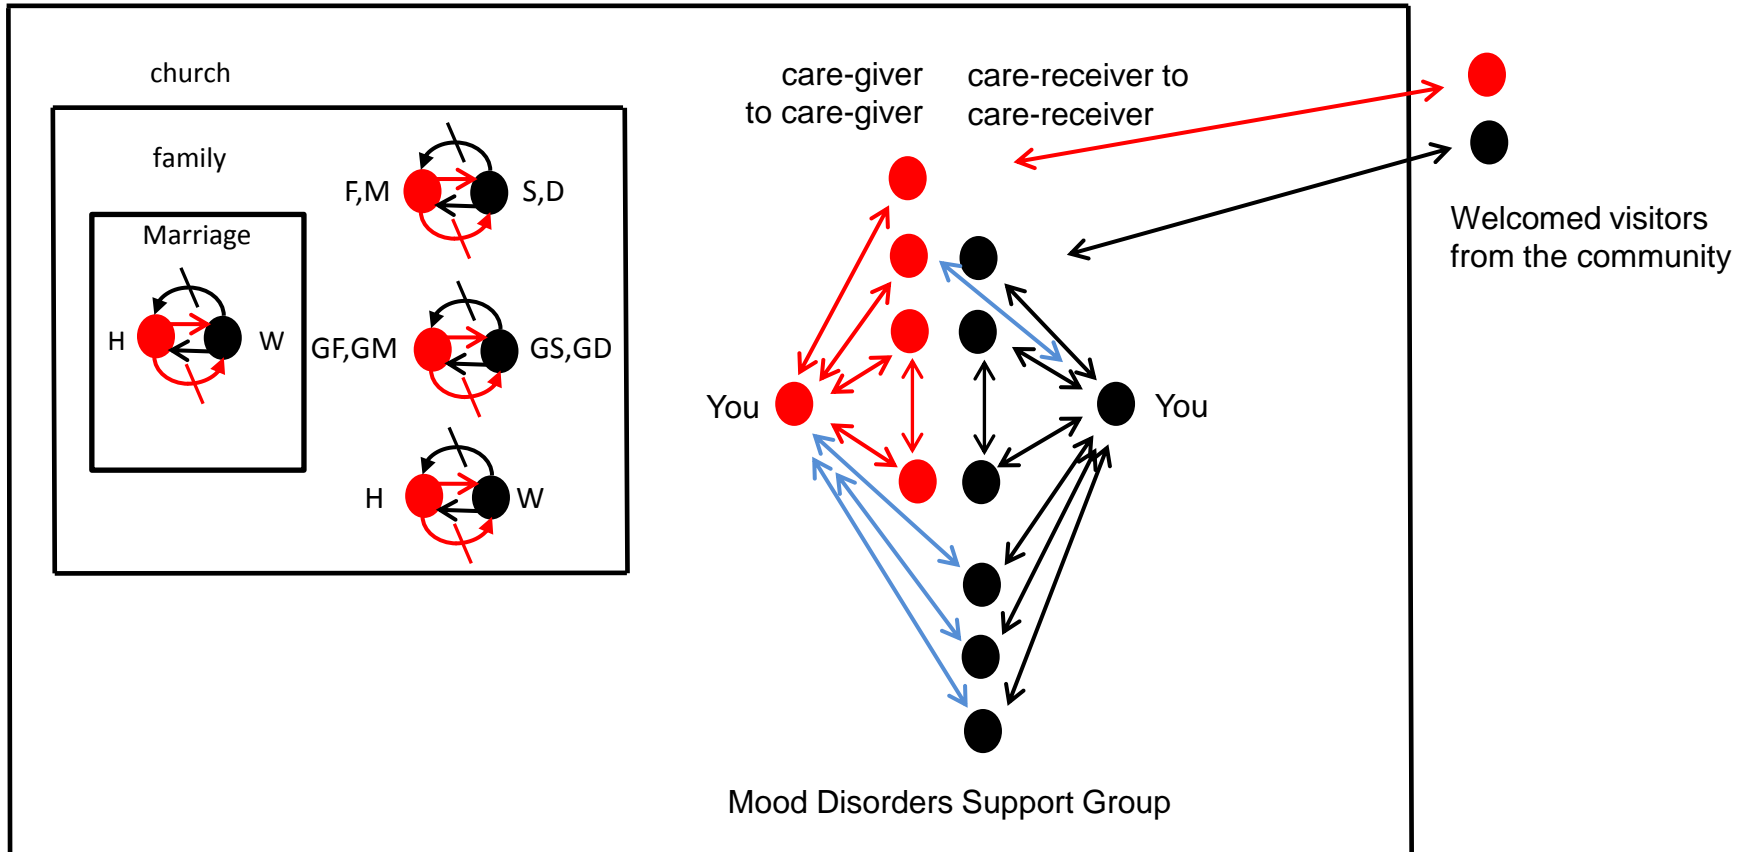 church
family
Marriage
H
W
F,M
S,D
GF,GM
GS,GD
H
W
care-giver
to care-giver
care-receiver to
care-receiver
You
You
Mood Disorders Support Group
Welcomed visitors
from the community